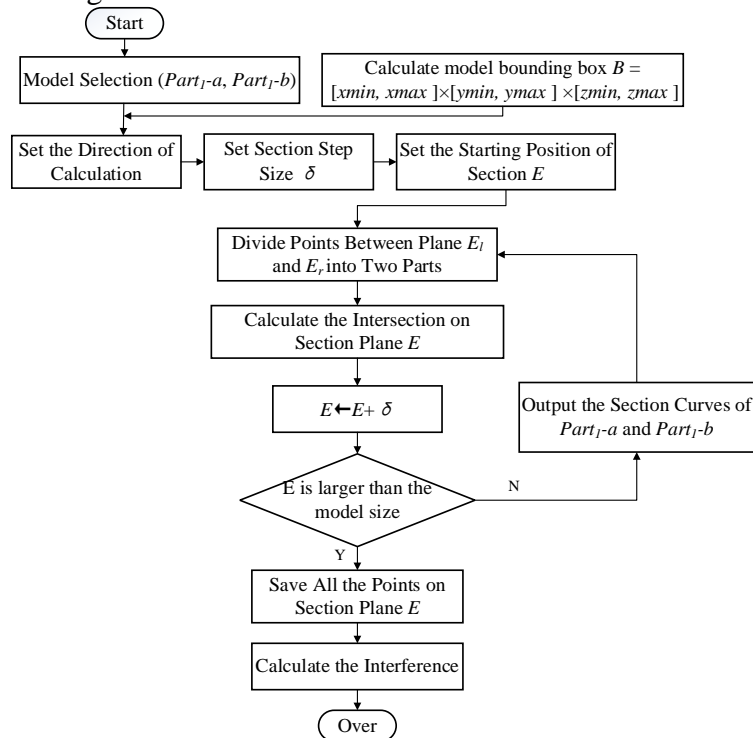 Start
Model Selection (Part1-a, Part1-b)
Calculate model bounding box B =
[xmin, xmax ]×[ymin, ymax ] ×[zmin, zmax ]
Set the Direction of
Calculation
Set Section Step
Size δ
Set the Starting Position of
Section E
Divide Points Between Plane El
and Er into Two Parts
Calculate the Intersection on
Section Plane E
E←E+ δ
Output the Section Curves of
Part1-a and Part1-b
E is larger than the
model size
N
Y
Save All the Points on
Section Plane E
Calculate the Interference
Over